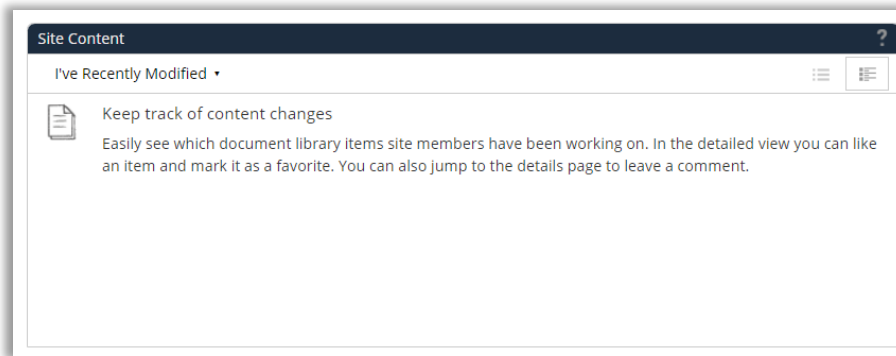 Site Content ?
I've Recently Modified
Keep track of content changes
Easily see which document library items site members have been working on. In the detailed view you can like
an item and mark it as a favorite. You can also jump to the details page to leave a comment.